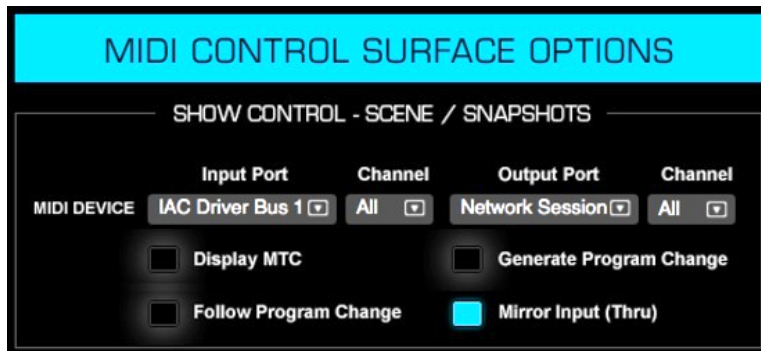 MIDI CONTROL SURFACE OPTIONS
SHOW CONTROL - SCENE / SNAPSHOTS
Input Port Channel Output Port Channel
MIDI DEVICE IAC Driver Bus 1 All Network Session All
Display MTC Generate Program Change
Follow Program Change Mirror Input (Thru)